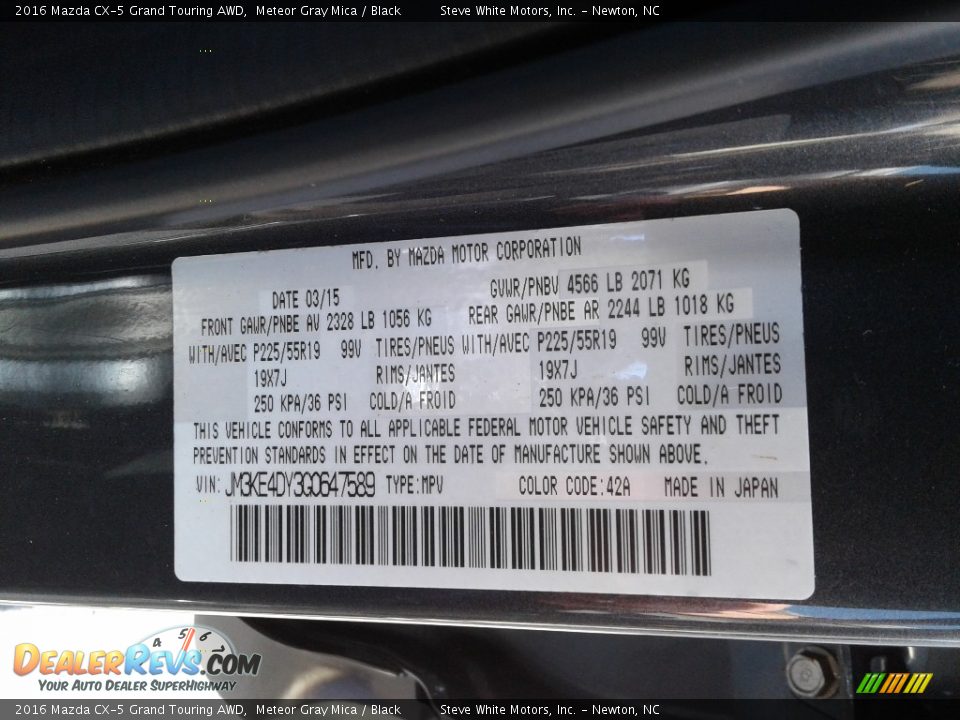 2016 Mazda CX-5 Grand Touring AWD, Meteor Gray Mica / Black Steve White Motors, Inc. - Newton, NC
MFD. BY MAZDA MOTOR CORPORATION
DATE 03/15 GVWR/PNBV 4566 LB 2071 KG
FRONT GAWR/PNBE AV 2328 LB 1056 KG REAR GAWR/PNBE AR 2244 LB 1018 KG
WITH/AVEC P225/55R19 99V TIRES/PNEUS WITH/AVEC P225/55R19 99V TIRES/PNEUS
19X7J RIMS/JANTES 19X7J RIMS/JANTES
250 KPA/36 PSI COLD/A FROID 250 KPA/36 PSI COLD/A FROID
THIS VEHICLE CONFORMS TO ALL APPLICABLE FEDERAL MOTOR VEHICLE SAFETY AND THEFT
PREVENTION STANDARDS IN EFFECT ON THE DATE OF MANUFACTURE SHOWN ABOVE.
VIN: JM3KE4DY3G0647589 TYPE:MPV COLOR CODE:42A MADE IN JAPAN
4 5 6
DEALERREVS.COM
YOUR AUTO DEALER SUPERHIGHWAY
2016 Mazda CX-5 Grand Touring AWD, Meteor Gray Mica / Black Steve White Motors, Inc. - Newton, NC